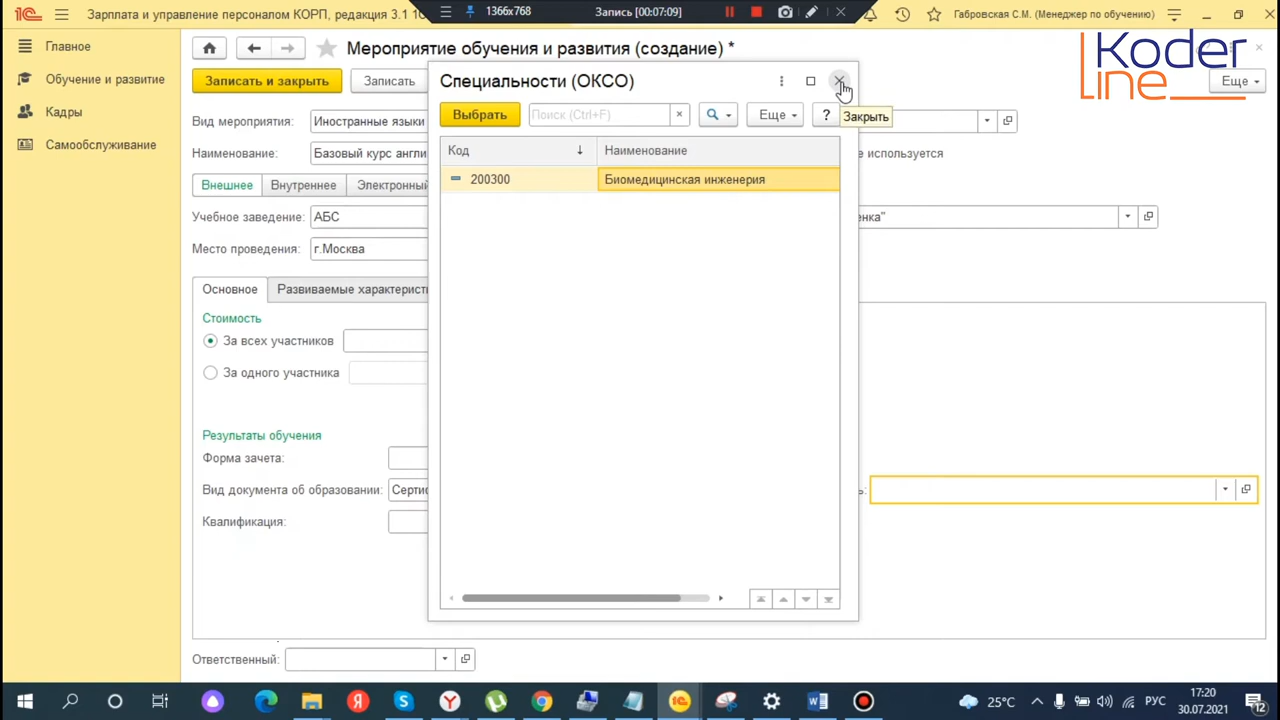 Зарплата и управление персоналом КОРП, редакция 3.1
1366x768
Запись [00:07:09]
Габровская С.М. (Менеджер по обучению)
Koder
line
Главное
Обучение и развитие
Кадры
Самообслуживание
Мероприятие обучения и развития (создание) *
Записать и закрыть
Записать
Еще
Вид мероприятия:
Иностранные языки
Наименование:
Базовый курс англи
е используется
Внешнее
Внутреннее
Электронный
Учебное заведение:
АБС
енка"
Место проведения:
г.Москва
Основное
Развиваемые характерист
Стоимость
За всех участников
За одного участника
Результаты обучения
Форма зачета:
Вид документа об образовании:
Серти
ь:
Квалификация:
Ответственный:
Специальности (ОКСО)
Выбрать
Поиск (Ctrl+F)
Еще
?
Закрыть
Код
Наименование
200300
Биомедицинская инженерия
25°C
РУС
17:20
30.07.2021
12